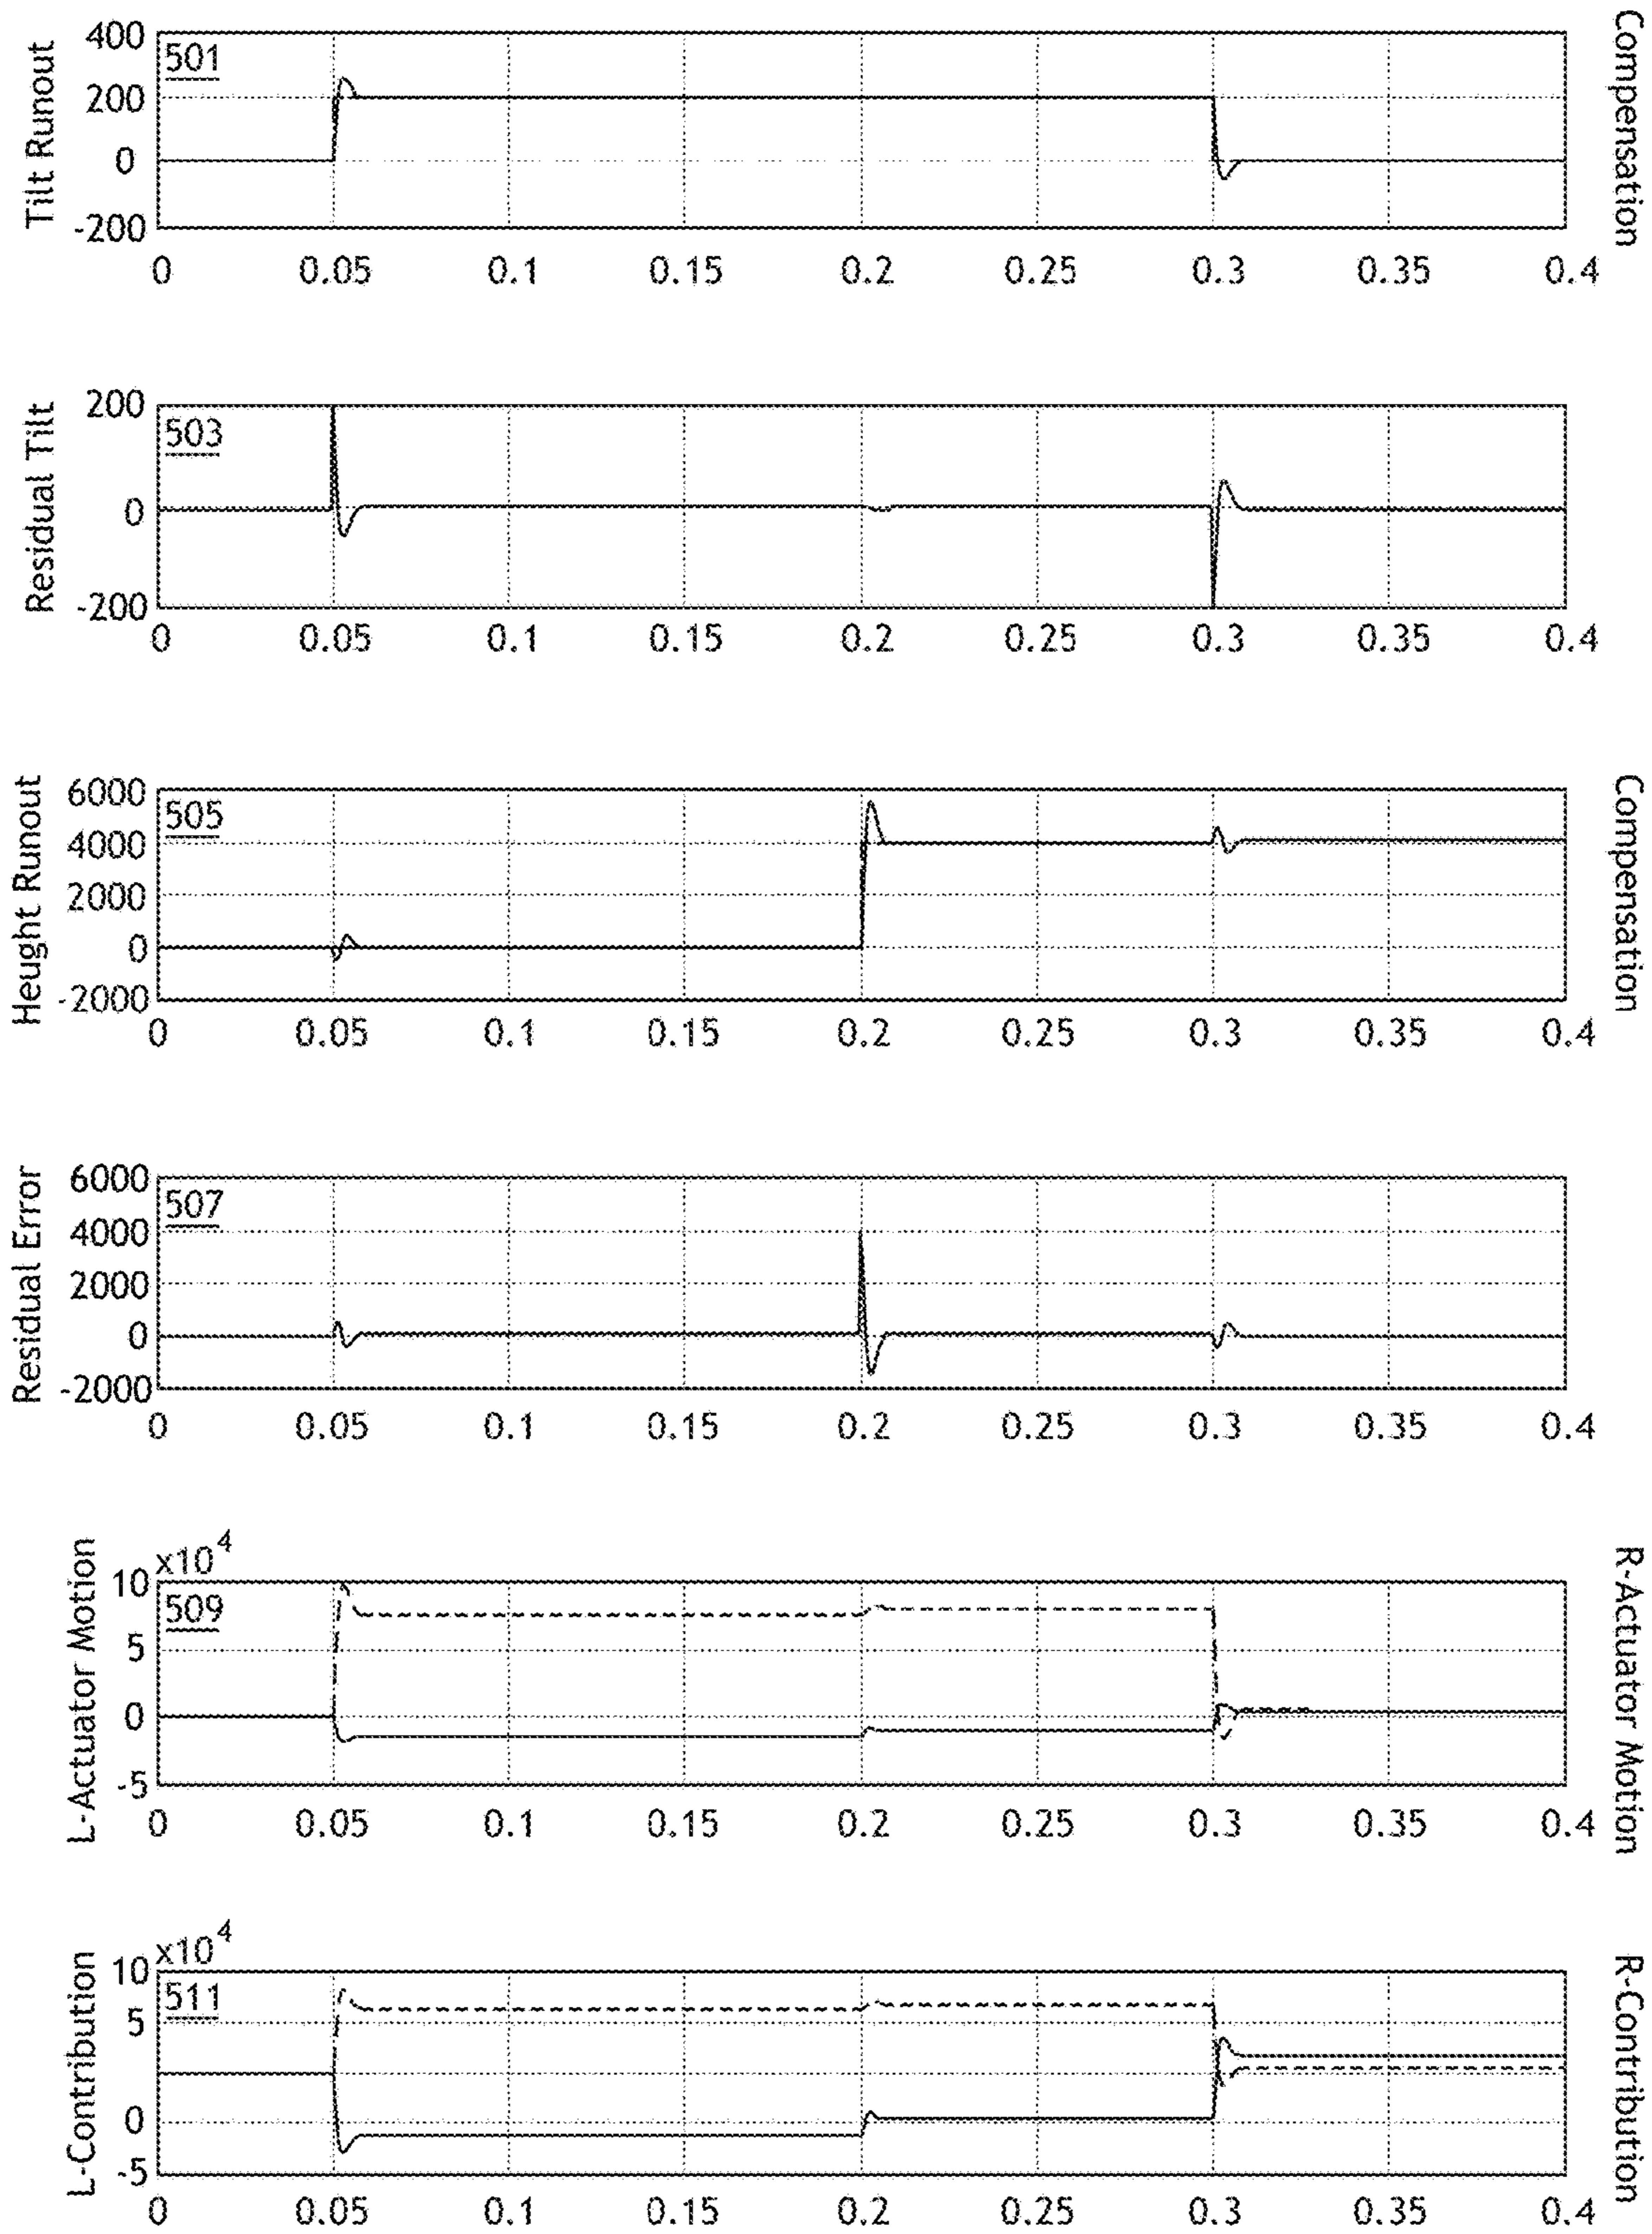 Tilt Runout
400
200
0
-200
501
Compensation
0 0.05 0.1 0.15 0.2 0.25 0.3 0.35 0.4
Residual Tilt
200
0
-200
503
0 0.05 0.1 0.15 0.2 0.25 0.3 0.35 0.4
Heught Runout
6000
4000
2000
0
-2000
505
Compensation
0 0.05 0.1 0.15 0.2 0.25 0.3 0.35 0.4
Residual Error
6000
4000
2000
0
-2000
507
0 0.05 0.1 0.15 0.2 0.25 0.3 0.35 0.4
L-Actuator Motion
x10⁴
10
5
0
-5
509
R-Actuator Motion
0 0.05 0.1 0.15 0.2 0.25 0.3 0.35 0.4
L-Contribution
x10⁴
10
5
0
-5
511
R-Contribution
0 0.05 0.1 0.15 0.2 0.25 0.3 0.35 0.4